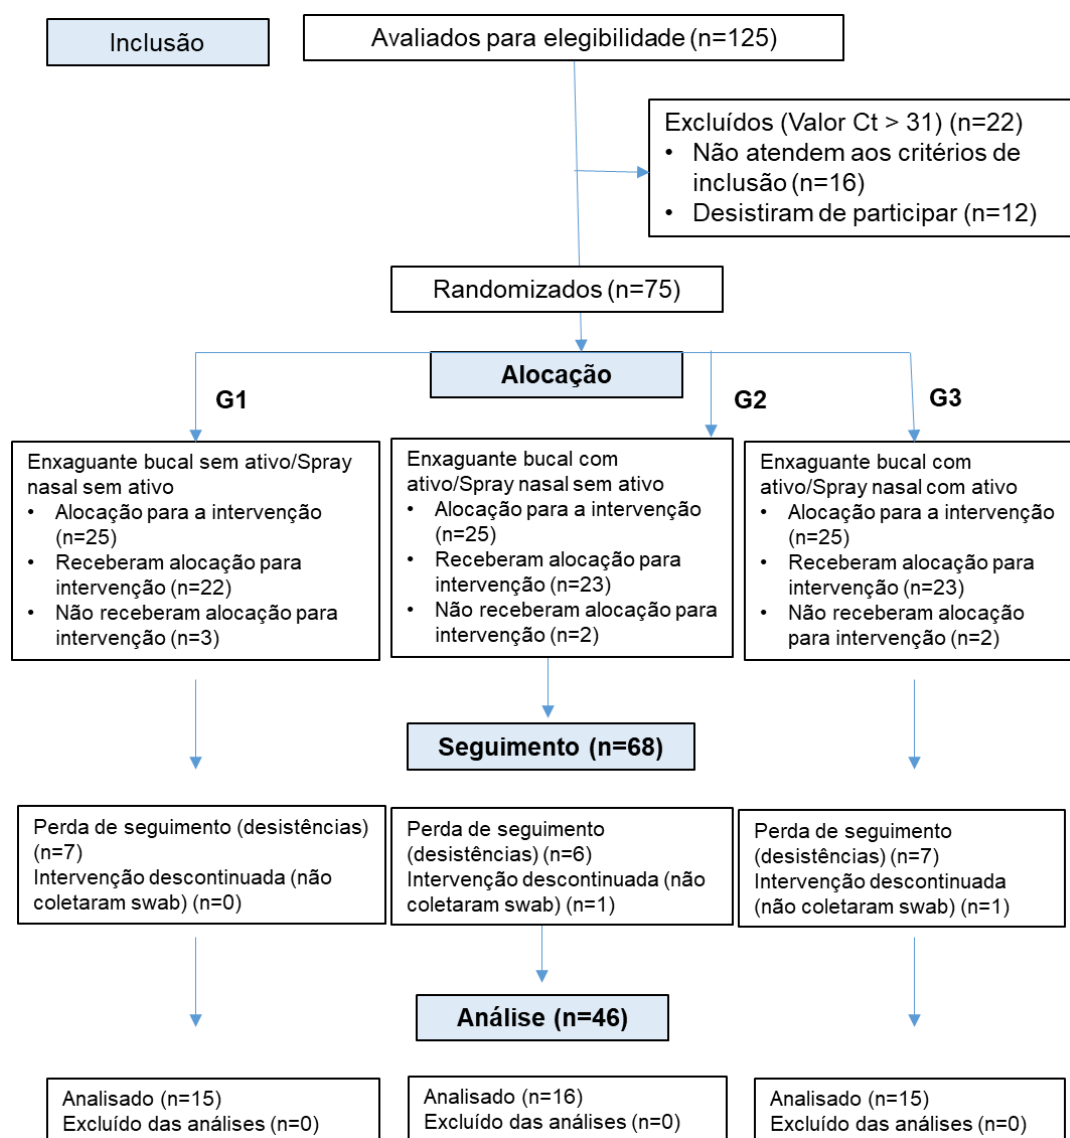 Inclusão
Avaliados para elegibilidade (n=125)
Excluídos (Valor Ct > 31) (n=22)
• Não atendem aos critérios de
inclusão (n=16)
• Desistiram de participar (n=12)
Randomizados (n=75)
Alocação
G1
G2
G3
Enxaguante bucal sem ativo/Spray
nasal sem ativo
• Alocação para a intervenção
(n=25)
• Receberam alocação para
intervenção (n=22)
• Não receberam alocação para
intervenção (n=3)
Enxaguante bucal com
ativo/Spray nasal sem ativo
• Alocação para a intervenção
(n=25)
• Receberam alocação para
intervenção (n=23)
• Não receberam alocação para
intervenção (n=2)
Enxaguante bucal com
ativo/Spray nasal com ativo
• Alocação para a intervenção
(n=25)
• Receberam alocação para
intervenção (n=23)
• Não receberam alocação
para intervenção (n=2)
Seguimento (n=68)
Perda de seguimento (desistências)
(n=7)
Intervenção descontinuada (não
coletaram swab) (n=0)
Perda de seguimento
(desistências) (n=6)
Intervenção descontinuada (não
coletaram swab) (n=1)
Perda de seguimento
(desistências) (n=7)
Intervenção descontinuada
(não coletaram swab) (n=1)
Análise (n=46)
Analisado (n=15)
Excluído das análises (n=0)
Analisado (n=16)
Excluído das análises (n=0)
Analisado (n=15)
Excluído das análises (n=0)